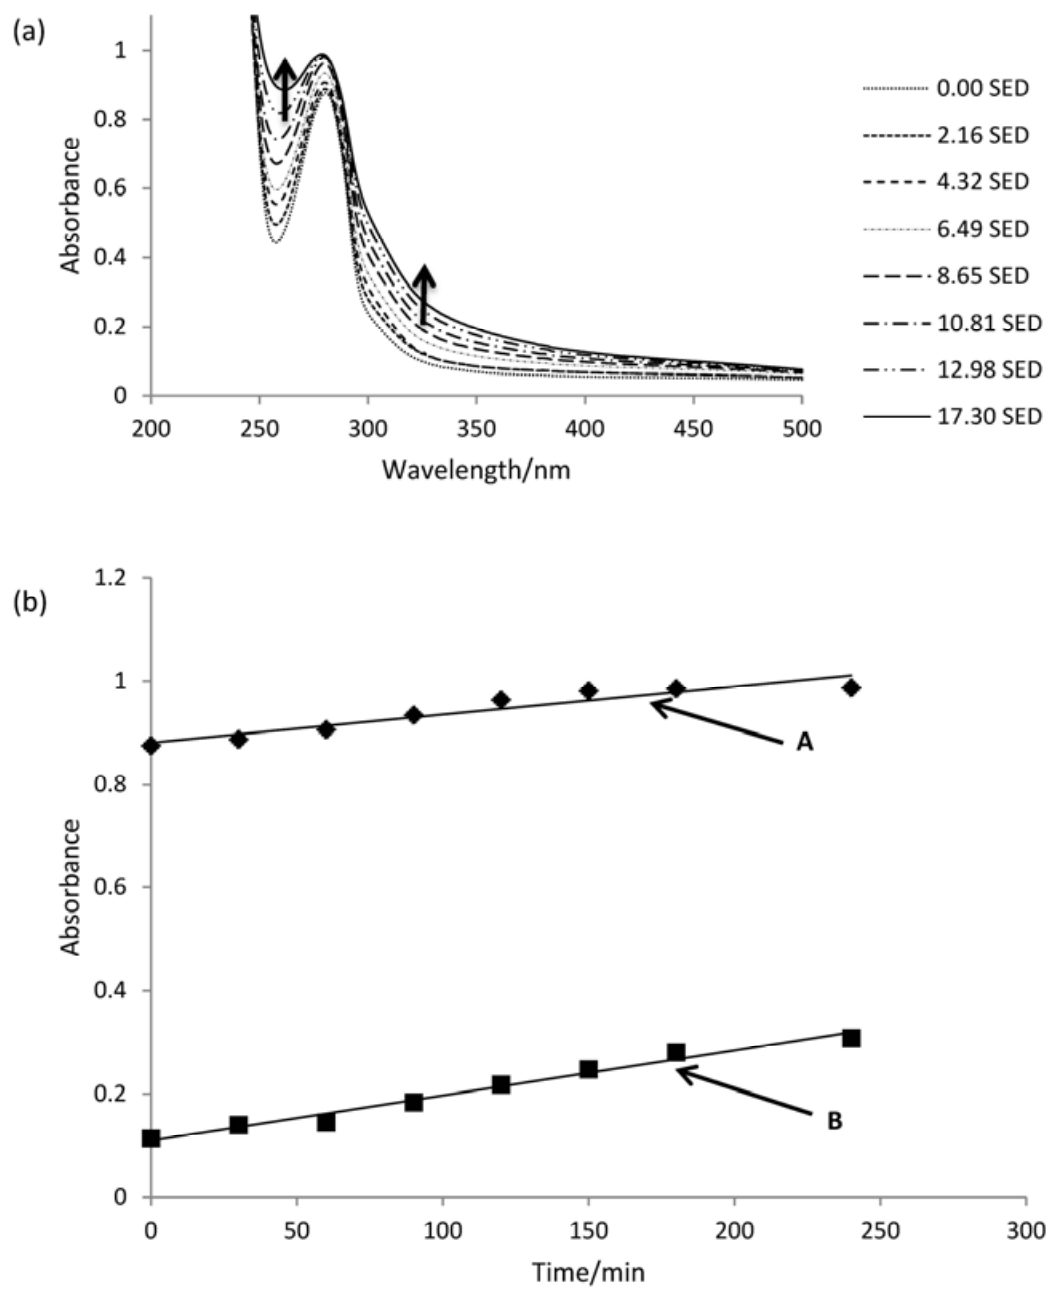 (a)
1
0.8
0.6
0.4
0.2
0
Absorbance
200 250 300 350 400 450 500
Wavelength/nm
0.00 SED
2.16 SED
4.32 SED
6.49 SED
8.65 SED
10.81 SED
12.98 SED
17.30 SED
(b)
1.2
1
0.8
0.6
0.4
0.2
0
Absorbance
A
B
0 50 100 150 200 250 300
Time/min